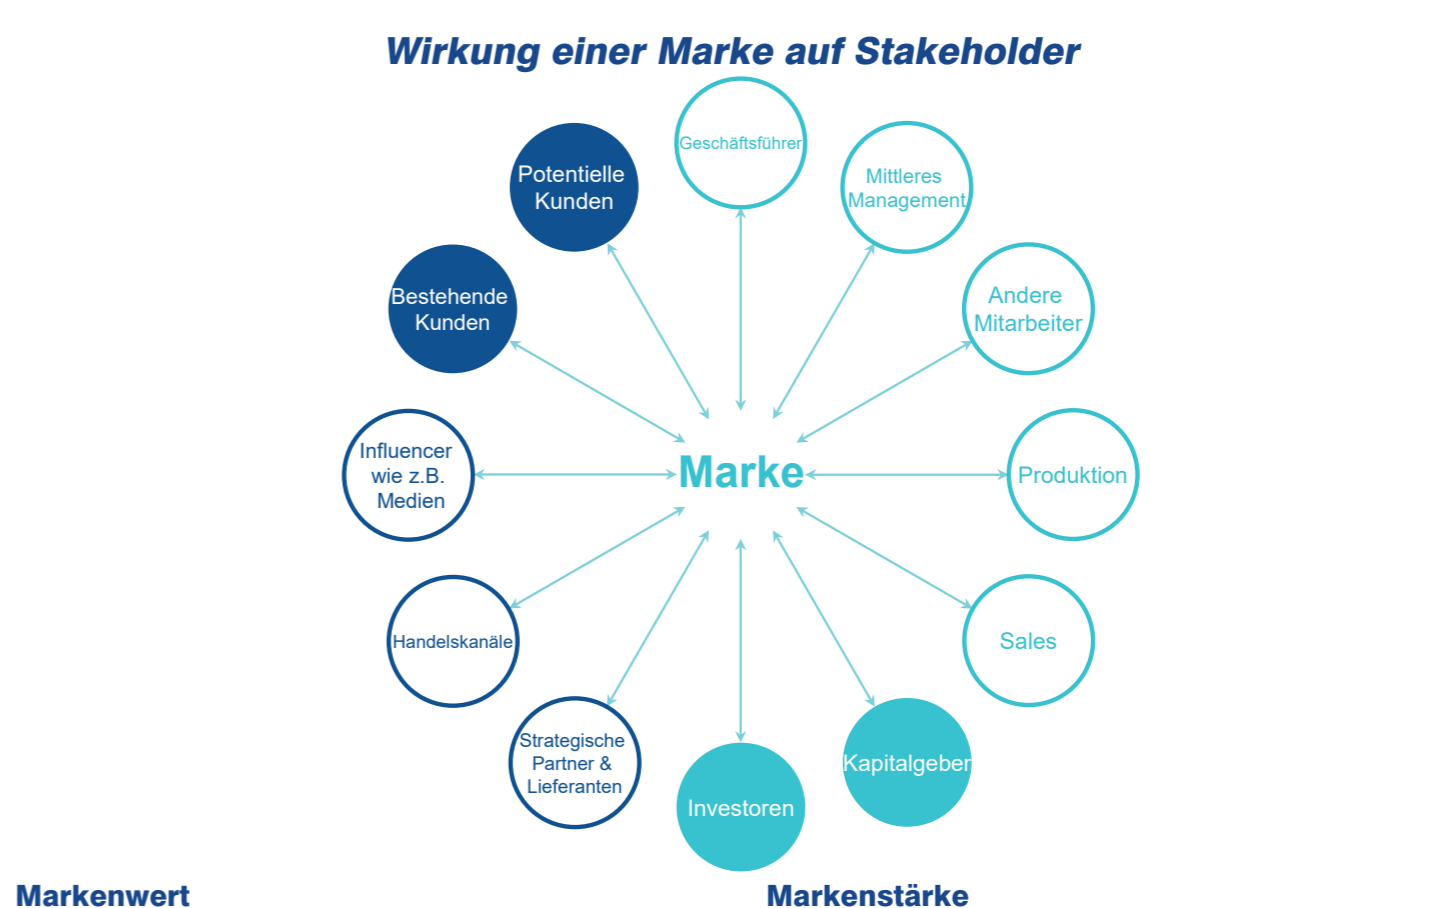 Wirkung einer Marke auf Stakeholder
Geschäftsführer
Mittleres
Management
Andere
Mitarbeiter
Produktion
Sales
Kapitalgeber
Investoren
Strategische
Partner &
Lieferanten
Handelskanäle
Influencer
wie z.B.
Medien
Bestehende
Kunden
Potentielle
Kunden
Marke
Markenwert
Markenstärke